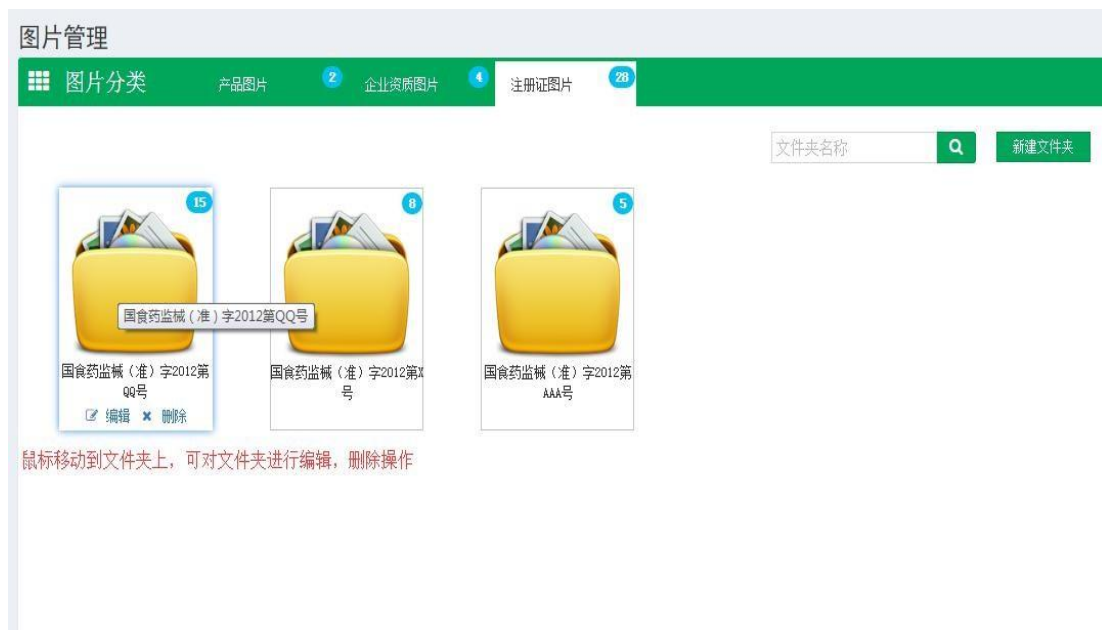 图片管理
图片分类 产品图片 2 企业资质图片 4 注册证图片 28
文件夹名称 新建文件夹
15 8 5
国食药监械(准)字2012第QQ号
国食药监械（准）字2012第
QQ号
编辑 删除
国食药监械（准）字2012第X
号
国食药监械（准）字2012第
AAA号
鼠标移动到文件夹上，可对文件夹进行编辑，删除操作